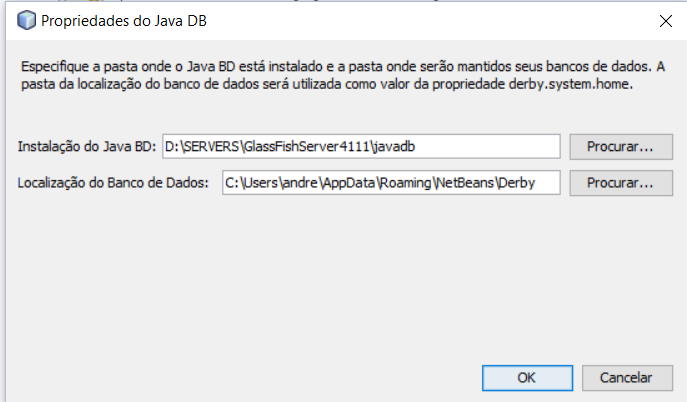 Propriedades do Java DB
Especifique a pasta onde o Java BD está instalado e a pasta onde serão mantidos seus bancos de dados. A
pasta da localização do banco de dados será utilizada como valor da propriedade derby.system.home.
Instalação do Java BD: D:\SERVERS\GlassFishServer4111\javadb Procurar...
Localização do Banco de Dados: C:\Users\andre\AppData\Roaming\NetBeans\Derby Procurar...
OK Cancelar